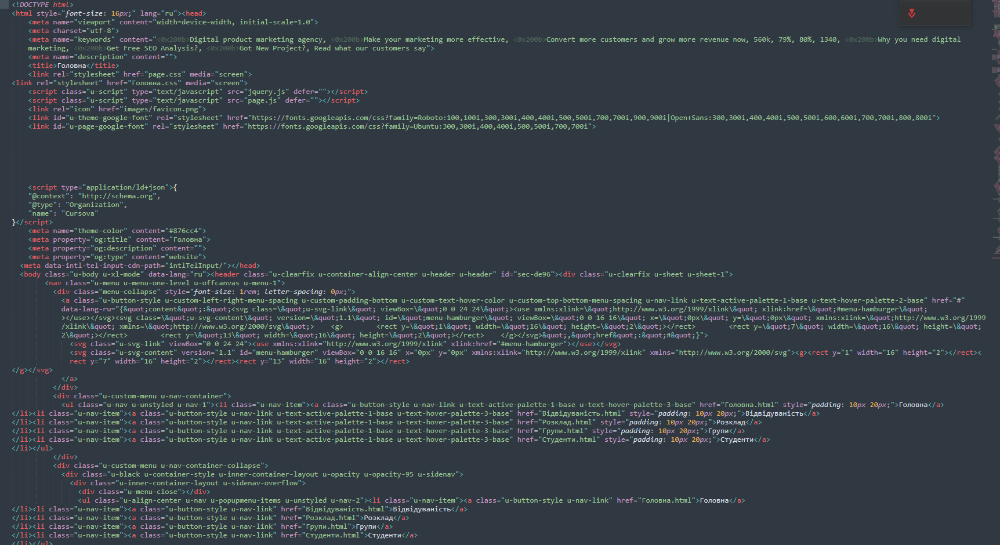 <!DOCTYPE html>
<html style="font-size: 16px;" lang="ru"><head>
<meta name="viewport" content="width=device-width, initial-scale=1.0">
<meta charset="utf-8">
<meta name="keywords" content="<0x200b>Digital product marketing agency, <0x200b>Make your marketing more effective, <0x200b>Convert more customers and grow more revenue now, 560k, 79%, 80%, 1340, <0x200b>Why you need digital
marketing, <0x200b>Get Free SEO Analysis?, <0x200b>Got New Project?, Read what our customers say">
<meta name="description" content="">
<title>Головна</title>
<link rel="stylesheet" href="page.css" media="screen">
<link rel="stylesheet" href="Головна.css" media="screen">
<script class="u-script" type="text/javascript" src="jquery.js" defer=""></script>
<script class="u-script" type="text/javascript" src="page.js" defer=""></script>
<link rel="icon" href="images/favicon.png">
<link id="u-theme-google-font" rel="stylesheet" href="https://fonts.googleapis.com/css?family=Roboto:100,100i,300,300i,400,400i,500,500i,700,700i,900,900i|Open+Sans:300,300i,400,400i,500,500i,600,600i,700,700i,800,800i">
<link id="u-page-google-font" rel="stylesheet" href="https://fonts.googleapis.com/css?family=Ubuntu:300,300i,400,400i,500,500i,700,700i">
<script type="application/ld+json">{
"@context": "http://schema.org",
"@type": "Organization",
"name": "Cursova"
}</script>
<meta name="theme-color" content="#876cc4">
<meta property="og:title" content="Головна">
<meta property="og:description" content="">
<meta property="og:type" content="website">
<meta data-intl-tel-input-cdn-path="intlTelInput/"></head>
<body class="u-body u-xl-mode" data-lang="ru"><header class="u-clearfix u-container-align-center u-header u-header" id="sec-de96"><div class="u-clearfix u-sheet u-sheet-1">
<nav class="u-menu u-menu-one-level u-offcanvas u-menu-1">
<div class="menu-collapse" style="font-size: 1rem; letter-spacing: 0px;">
<a class="u-button-style u-custom-left-right-menu-spacing u-custom-padding-bottom u-custom-text-hover-color u-custom-top-bottom-menu-spacing u-nav-link u-text-active-palette-1-base u-text-hover-palette-2-base" href="#"
data-lang-ru="{&quot;content&quot;:&quot;<svg class=\&quot;u-svg-link\&quot; viewBox=\&quot;0 0 24 24\&quot;><use xmlns:xlink=\&quot;http://www.w3.org/1999/xlink\&quot; xlink:href=\&quot;#menu-hamburger\&quot;
></use></svg><svg class=\&quot;u-svg-content\&quot; version=\&quot;1.1\&quot; id=\&quot;menu-hamburger\&quot; viewBox=\&quot;0 0 16 16\&quot; x=\&quot;0px\&quot; y=\&quot;0px\&quot; xmlns:xlink=\&quot;http://www.w3.org/1999
/xlink\&quot; xmlns=\&quot;http://www.w3.org/2000/svg\&quot;>    <g>        <rect y=\&quot;1\&quot; width=\&quot;16\&quot; height=\&quot;2\&quot;></rect>        <rect y=\&quot;7\&quot; width=\&quot;16\&quot; height=\&quot;
2\&quot;></rect>        <rect y=\&quot;13\&quot; width=\&quot;16\&quot; height=\&quot;2\&quot;></rect>    </g></svg>&quot;,&quot;href&quot;:&quot;#&quot;}">
<svg class="u-svg-link" viewBox="0 0 24 24"><use xmlns:xlink="http://www.w3.org/1999/xlink" xlink:href="#menu-hamburger"></use></svg>
<svg class="u-svg-content" version="1.1" id="menu-hamburger" viewBox="0 0 16 16" x="0px" y="0px" xmlns:xlink="http://www.w3.org/1999/xlink" xmlns="http://www.w3.org/2000/svg"><g><rect y="1" width="16" height="2"></rect><
rect y="7" width="16" height="2"></rect><rect y="13" width="16" height="2"></rect>
</g></svg>
</a>
</div>
<div class="u-custom-menu u-nav-container">
<ul class="u-nav u-unstyled u-nav-1"><li class="u-nav-item"><a class="u-button-style u-nav-link u-text-active-palette-1-base u-text-hover-palette-3-base" href="Головна.html" style="padding: 10px 20px;">Головна</a>
</li><li class="u-nav-item"><a class="u-button-style u-nav-link u-text-active-palette-1-base u-text-hover-palette-3-base" href="Відвідуваність.html" style="padding: 10px 20px;">Відвідуваність</a>
</li><li class="u-nav-item"><a class="u-button-style u-nav-link u-text-active-palette-1-base u-text-hover-palette-3-base" href="Розклад.html" style="padding: 10px 20px;">Розклад</a>
</li><li class="u-nav-item"><a class="u-button-style u-nav-link u-text-active-palette-1-base u-text-hover-palette-3-base" href="Групи.html" style="padding: 10px 20px;">Групи</a>
</li><li class="u-nav-item"><a class="u-button-style u-nav-link u-text-active-palette-1-base u-text-hover-palette-3-base" href="Студенти.html" style="padding: 10px 20px;">Студенти</a>
</li></ul>
</div>
<div class="u-custom-menu u-nav-container-collapse">
<div class="u-black u-container-style u-inner-container-layout u-opacity u-opacity-95 u-sidenav">
<div class="u-inner-container-layout u-sidenav-overflow">
<div class="u-menu-close"></div>
<ul class="u-align-center u-nav u-popupmenu-items u-unstyled u-nav-2"><li class="u-nav-item"><a class="u-button-style u-nav-link" href="Головна.html">Головна</a>
</li><li class="u-nav-item"><a class="u-button-style u-nav-link" href="Відвідуваність.html">Відвідуваність</a>
</li><li class="u-nav-item"><a class="u-button-style u-nav-link" href="Розклад.html">Розклад</a>
</li><li class="u-nav-item"><a class="u-button-style u-nav-link" href="Групи.html">Групи</a>
</li><li class="u-nav-item"><a class="u-button-style u-nav-link" href="Студенти.html">Студенти</a>
</li></ul>